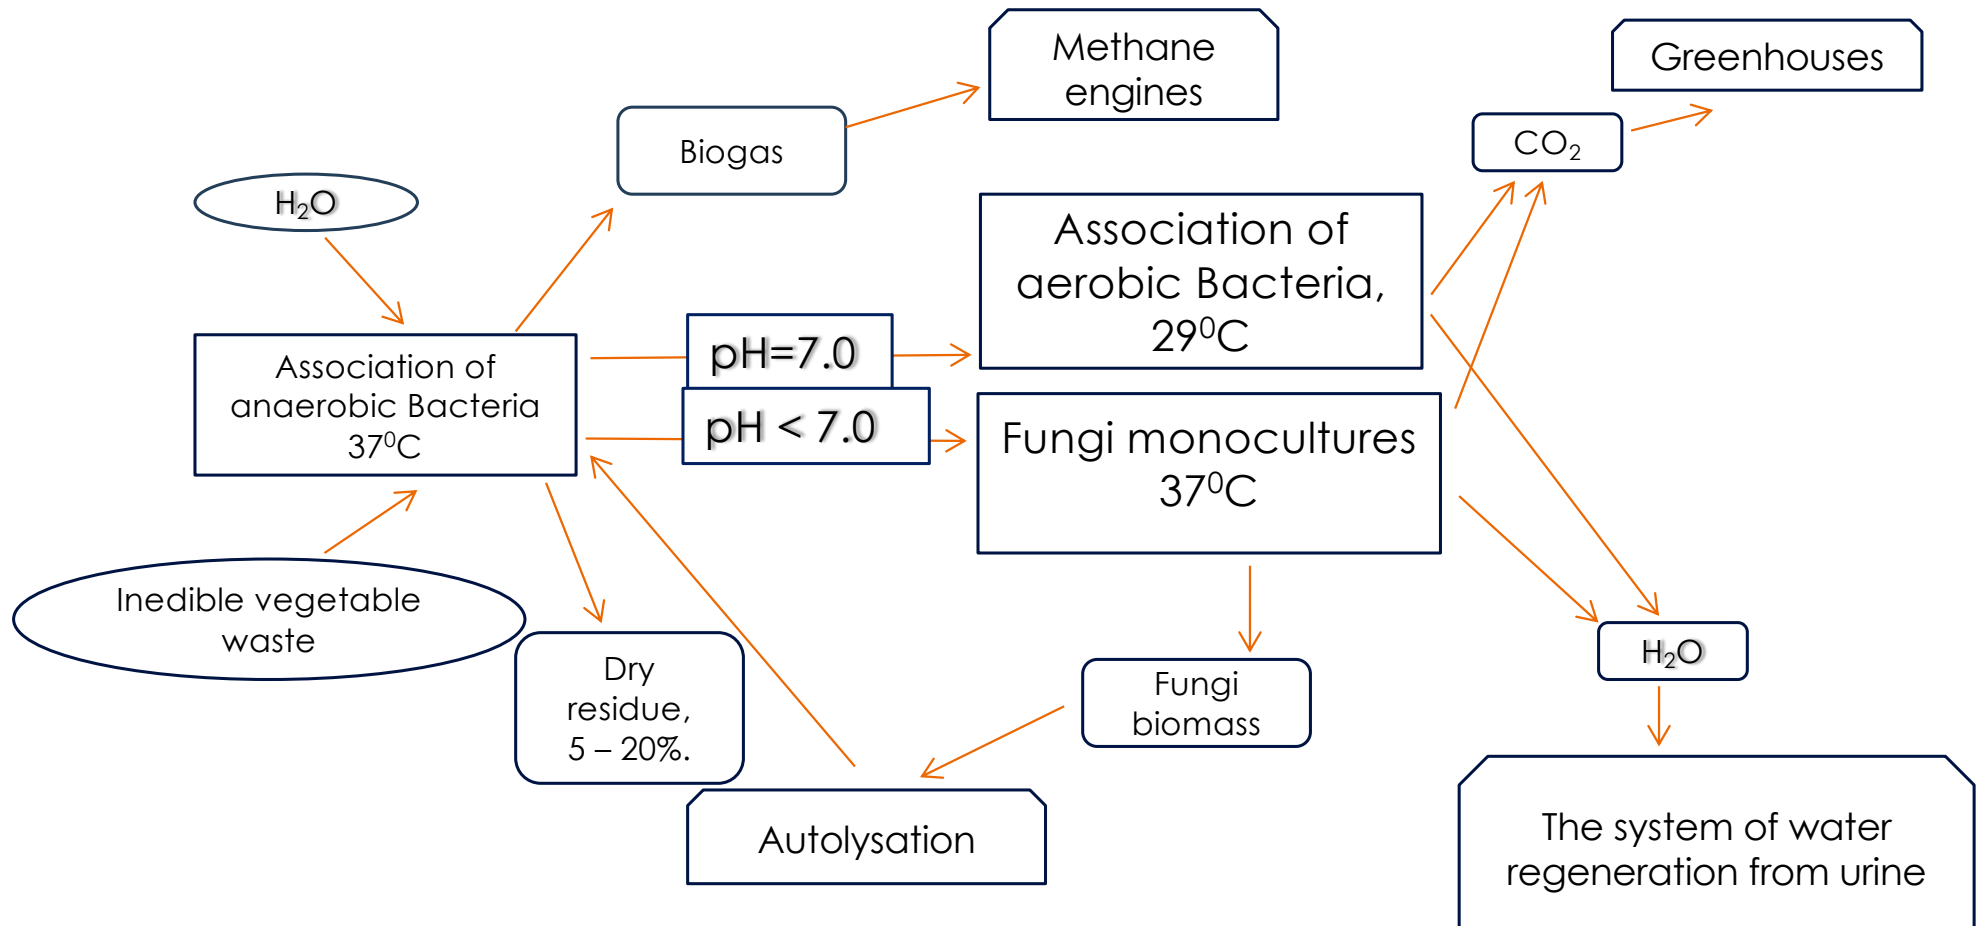 Methane
engines
Greenhouses
Biogas
CO₂
H₂O
Association of
aerobic Bacteria,
29⁰C
Association of
anaerobic Bacteria
37⁰C
pH=7.0
pH < 7.0
Fungi monocultures
37⁰C
Inedible vegetable
waste
Dry
residue,
5 – 20%.
Fungi
biomass
H₂O
Autolysation
The system of water
regeneration from urine